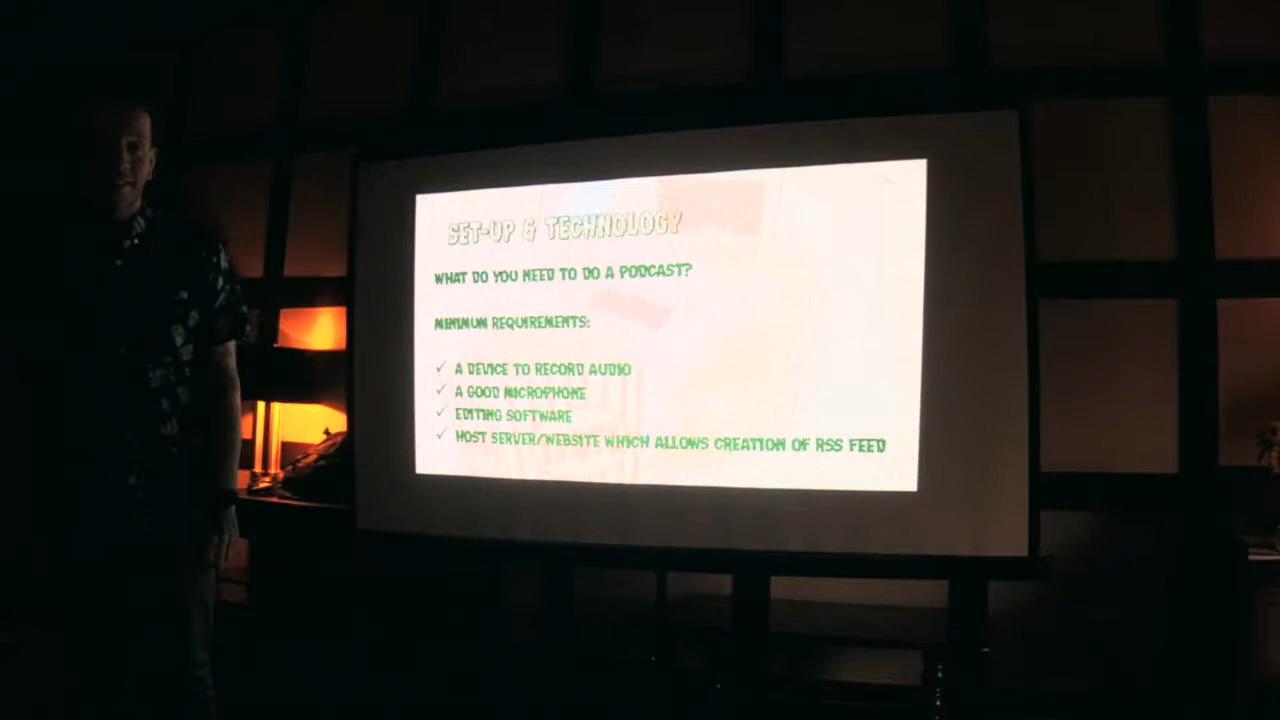 SET-UP & TECHNOLOGY
WHAT DO YOU NEED TO DO A PODCAST?
MINIMUM REQUIREMENTS:
✓ A DEVICE TO RECORD AUDIO
✓ A GOOD MICROPHONE
✓ EDITING SOFTWARE
✓ HOST SERVER/WEBSITE WHICH ALLOWS CREATION OF RSS FEED